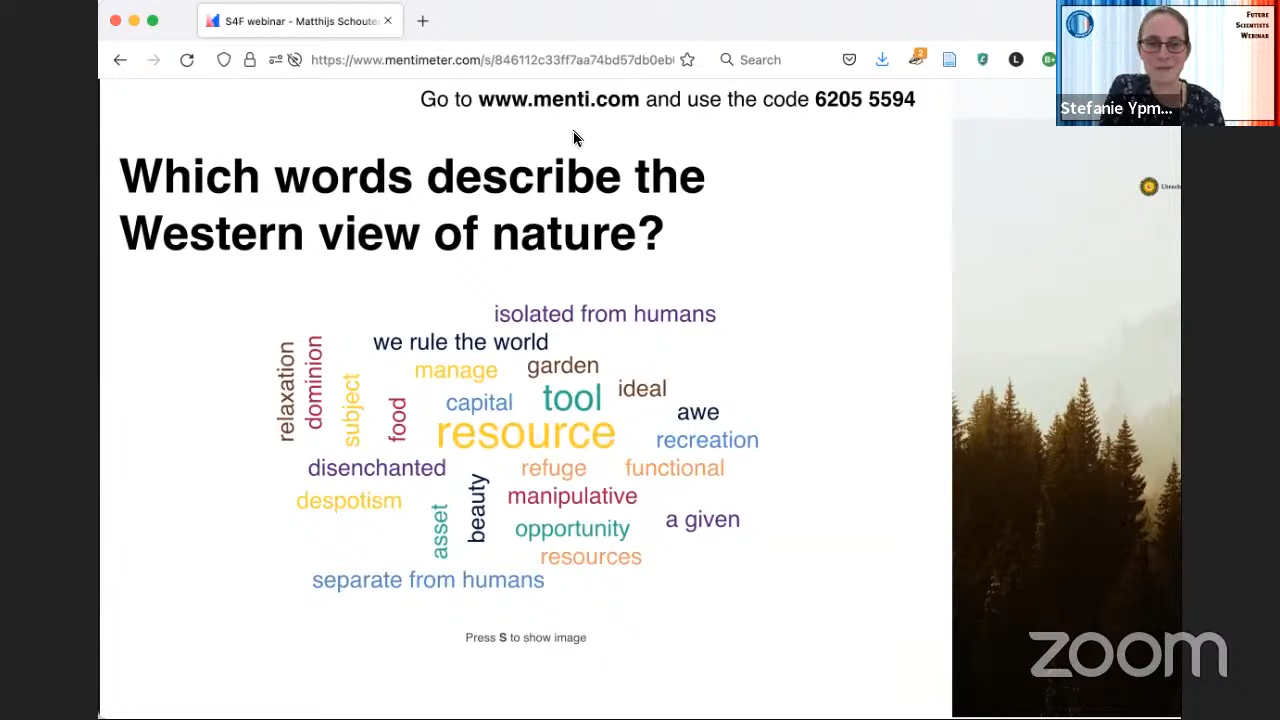 S4F webinar - Matthijs Schoute
https://www.mentimeter.com/s/846112c33ff7aa74bd57db0eb
Search
2
L
B+
FUTURE
SCIENTISTS
WEBINAR
Stefanie Ypm...
Go to www.menti.com and use the code 6205 5594
Which words describe the
Western view of nature?
isolated from humans
we rule the world
relaxation
dominion
subject
food
manage
garden
capital
tool
ideal
awe
resource
recreation
disenchanted
refuge
functional
despotism
asset
beauty
manipulative
opportunity
a given
resources
separate from humans
Press S to show image
zoom